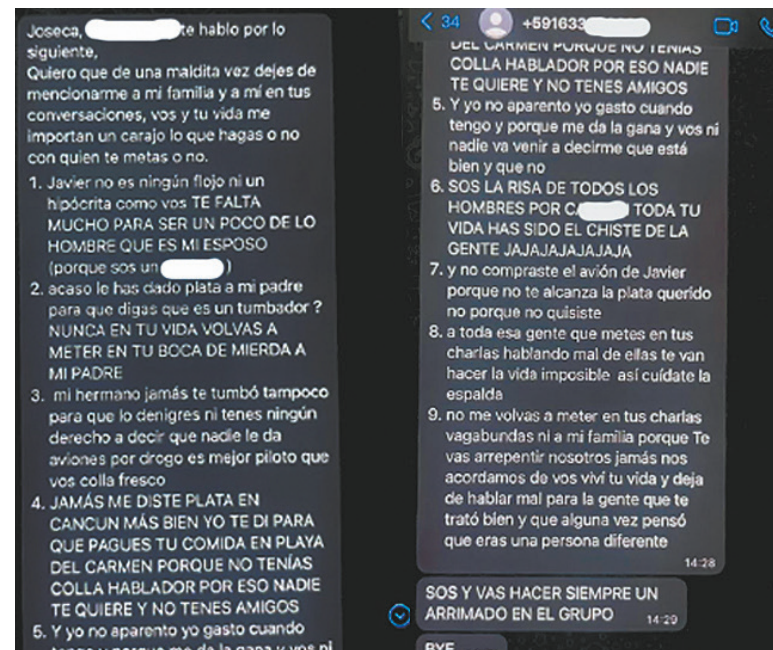 Joseca, te hablo por lo
siguiente,
Quiero que de una maldita vez dejes de
mencionarme a mi familia y a mí en tus
conversaciones, vos y tu vida me
importan un carajo lo que hagas o no
con quien te metas o no.
1. Javier no es ningún flojo ni un
hipócrita como vos TE FALTA
MUCHO PARA SER UN POCO DE LO
HOMBRE QUE ES MI ESPOSO
(porque sos un )
2. acaso le has dado plata a mi padre
para que digas que es un tumbador ?
NUNCA EN TU VIDA VOLVAS A
METER EN TU BOCA DE MIERDA A
MI PADRE
3. mi hermano jamás te tumbó tampoco
para que lo denigres ni tenes ningún
derecho a decir que nadie le da
aviones por drogo es mejor piloto que
vos colla fresco
4. JAMÁS ME DISTE PLATA EN
CANCUN MÁS BIEN YO TE DI PARA
QUE PAGUES TU COMIDA EN PLAYA
DEL CARMEN PORQUE NO TENÍAS
COLLA HABLADOR POR ESO NADIE
TE QUIERE Y NO TENES AMIGOS
5. Y yo no aparento yo gasto cuando
tengo y porque me da la gana y vos ni
34 +591633
DEL CARMEN PORQUE NO TENÍAS
COLLA HABLADOR POR ESO NADIE
TE QUIERE Y NO TENES AMIGOS
5. Y yo no aparento yo gasto cuando
tengo y porque me da la gana y vos ni
nadie va venir a decirme que está
bien y que no
6. SOS LA RISA DE TODOS LOS
HOMBRES POR CA TODA TU
VIDA HAS SIDO EL CHISTE DE LA
GENTE JAJAJAJAJAJAJA
7. y no compraste el avión de Javier
porque no te alcanza la plata querido
no porque no quisiste
8. a toda esa gente que metes en tus
charlas hablando mal de ellas te van
hacer la vida imposible así cuídate la
espalda
9. no me volvas a meter en tus charlas
vagabundas ni a mi familia porque Te
vas arrepentir nosotros jamás nos
acordamos de vos viví tu vida y deja
de hablar mal para la gente que te
trató bien y que alguna vez pensó
que eras una persona diferente
14:28
SOS Y VAS HACER SIEMPRE UN
ARRIMADO EN EL GRUPO 14:29
BYE